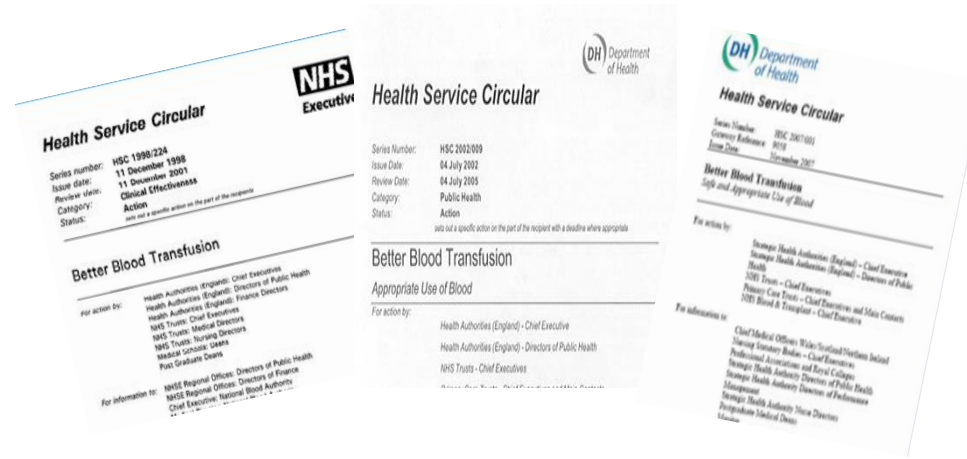 NHS
Executive
Health Service Circular
Series number: HSC 1998/224
Issue date: 11 December 1998
Review date: 11 December 2001
Category: Clinical Effectiveness
Status: Action
sets out a specific action on the part of the recipients
Better Blood Transfusion
For action by: Health Authorities (England): Chief Executives
Health Authorities (England): Directors of Public Health
Health Authorities (England): Finance Directors
NHS Trusts: Chief Executives
NHS Trusts: Medical Directors
NHS Trusts: Nursing Directors
Medical Schools: Deans
Post Graduate Deans
For information to: NHSE Regional Offices: Directors of Public Health
NHSE Regional Offices: Directors of Finance
Chief Executive: National Blood Authority
DH Department
of Health
Health Service Circular
Series Number: HSC 2002/009
Issue Date: 04 July 2002
Review Date: 04 July 2005
Category: Public Health
Status: Action
sets out a specific action on the part of the recipient with a deadline where appropriate
Better Blood Transfusion
Appropriate Use of Blood
For action by:
Health Authorities (England) - Chief Executive
Health Authorities (England) - Directors of Public Health
NHS Trusts - Chief Executives
Primary Care Trusts - Chief Executives and Main Contacts
DH Department
of Health
Health Service Circular
Series Number: HSC 2007/001
Gateway Reference 9058
Issue Date: November 2007
Better Blood Transfusion
Safe and Appropriate Use of Blood
For action by:
Strategic Health Authorities (England) – Chief Executive
Strategic Health Authorities (England) – Directors of Public
Health
NHS Trusts – Chief Executives
Primary Care Trusts – Chief Executives and Main Contacts
NHS Blood & Transplant – Chief Executive
For information to
Chief Medical Officers Wales/Scotland/Northern Ireland
Nursing Statutory Bodies – Chief Executives
Professional Associations and Royal Colleges
Strategic Health Authority Directors of Public Health
Strategic Health Authority Directors of Performance
Management
Strategic Health Authority Nurse Directors
Postgraduate Medical Deans